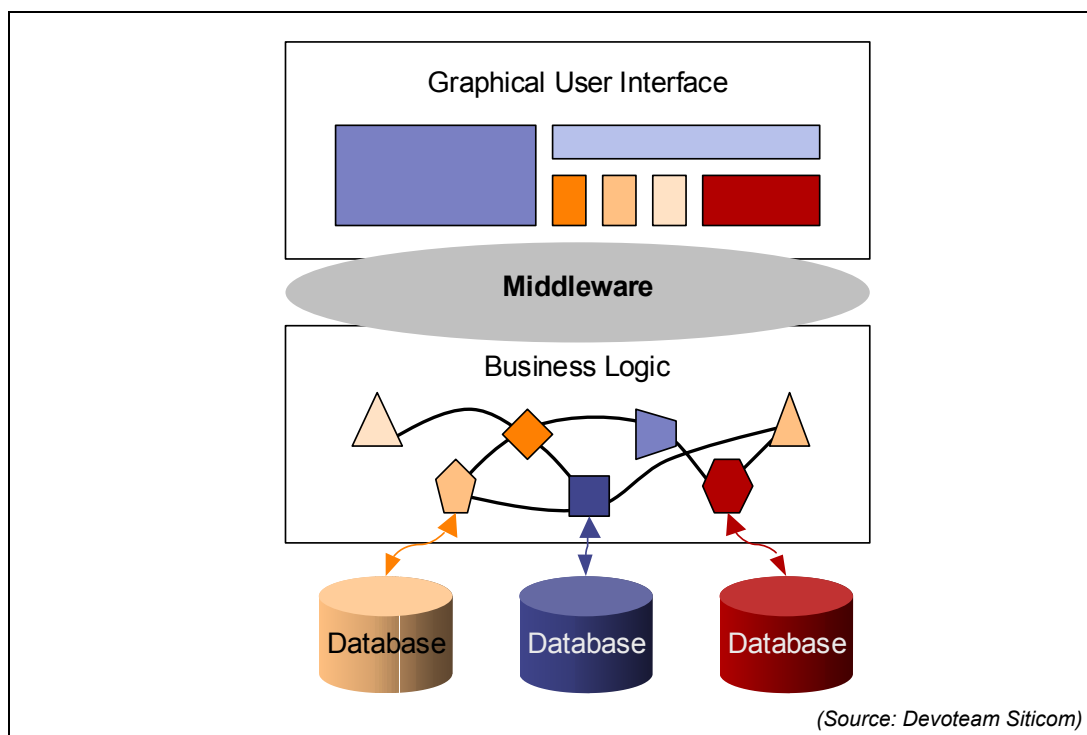 Graphical User Interface
Middleware
Business Logic
Database
Database
Database
(Source: Devoteam Siticom)